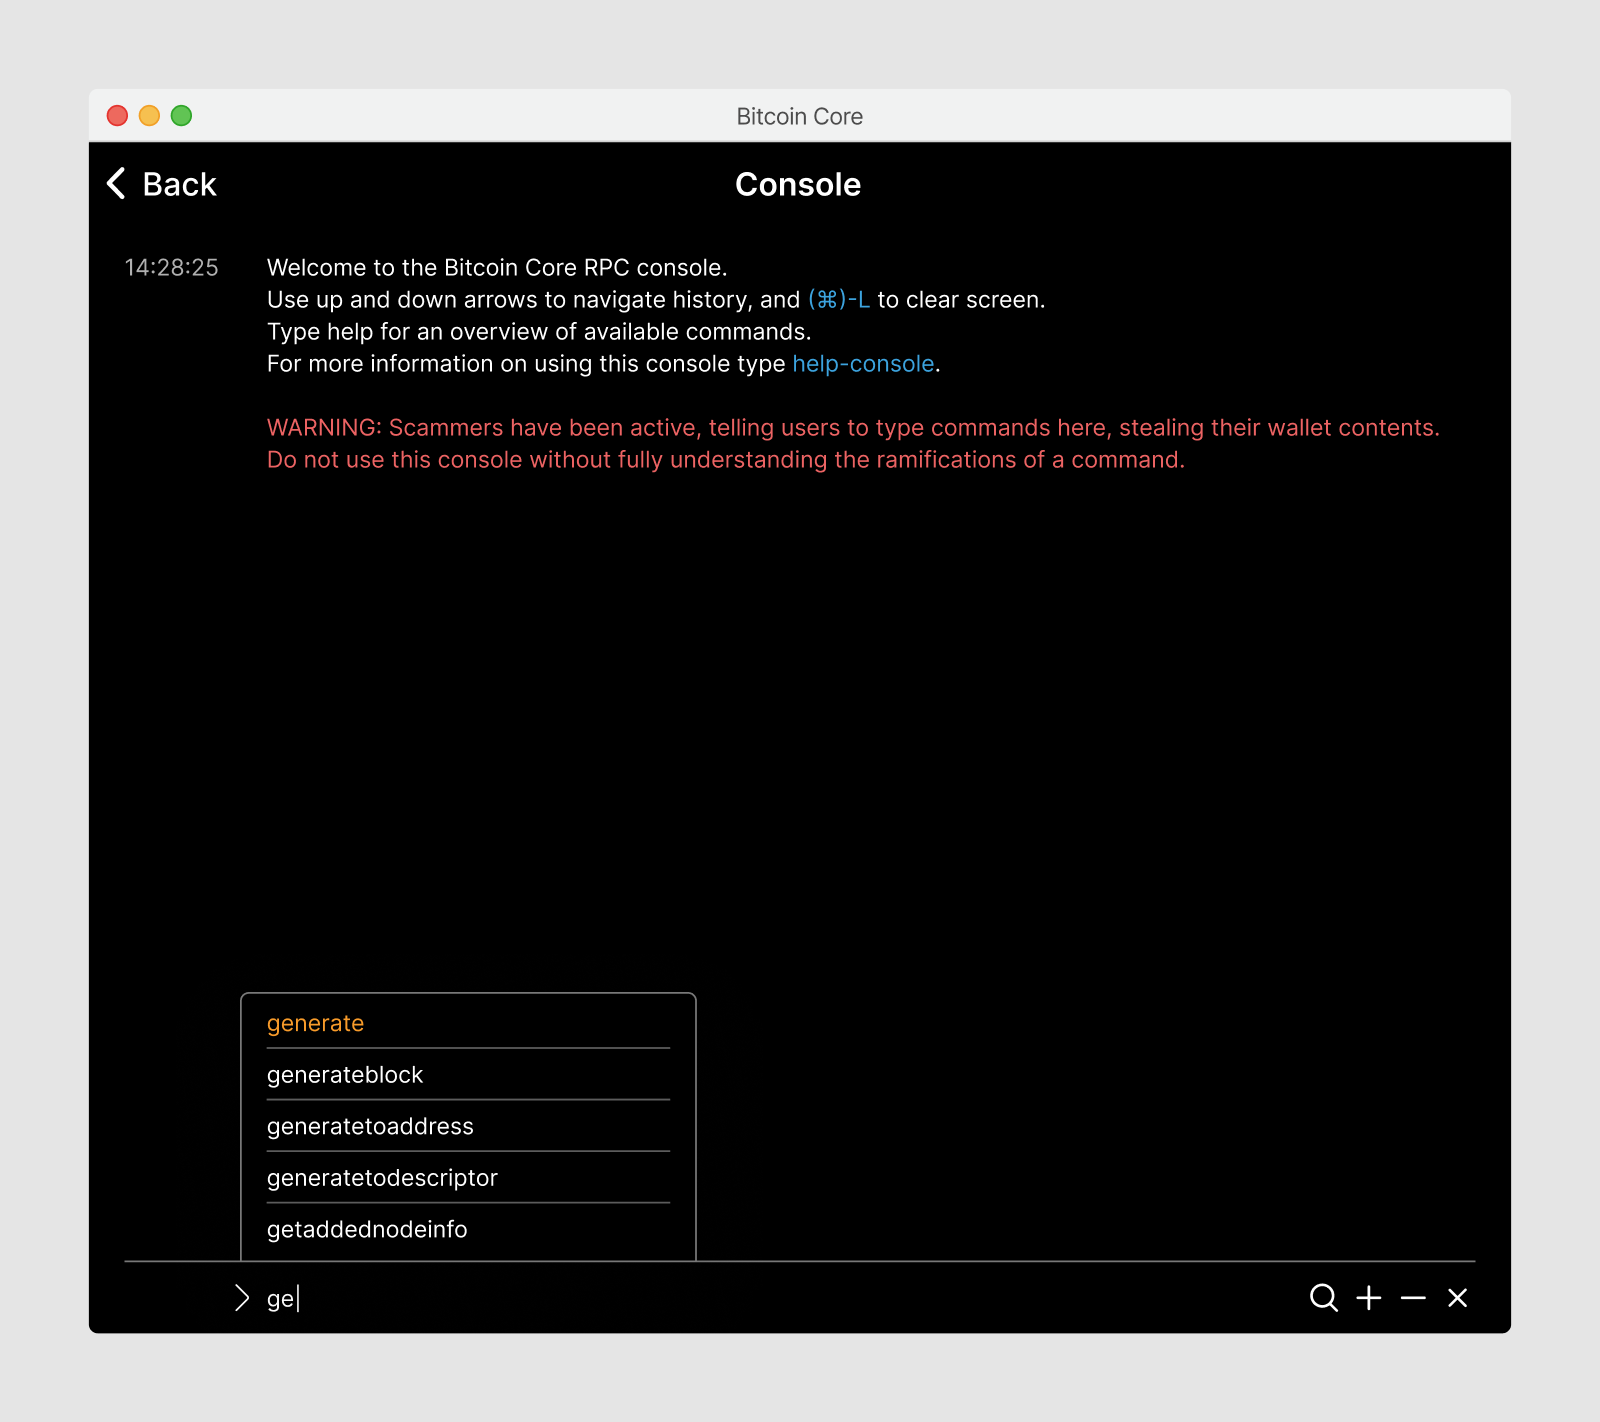 Bitcoin Core
Back
Console
14:28:25
Welcome to the Bitcoin Core RPC console.
Use up and down arrows to navigate history, and (⌘)-L to clear screen.
Type help for an overview of available commands.
For more information on using this console type help-console.
WARNING: Scammers have been active, telling users to type commands here, stealing their wallet contents.
Do not use this console without fully understanding the ramifications of a command.
generate
generateblock
generatetoaddress
generatetodescriptor
getaddednodeinfo
ge